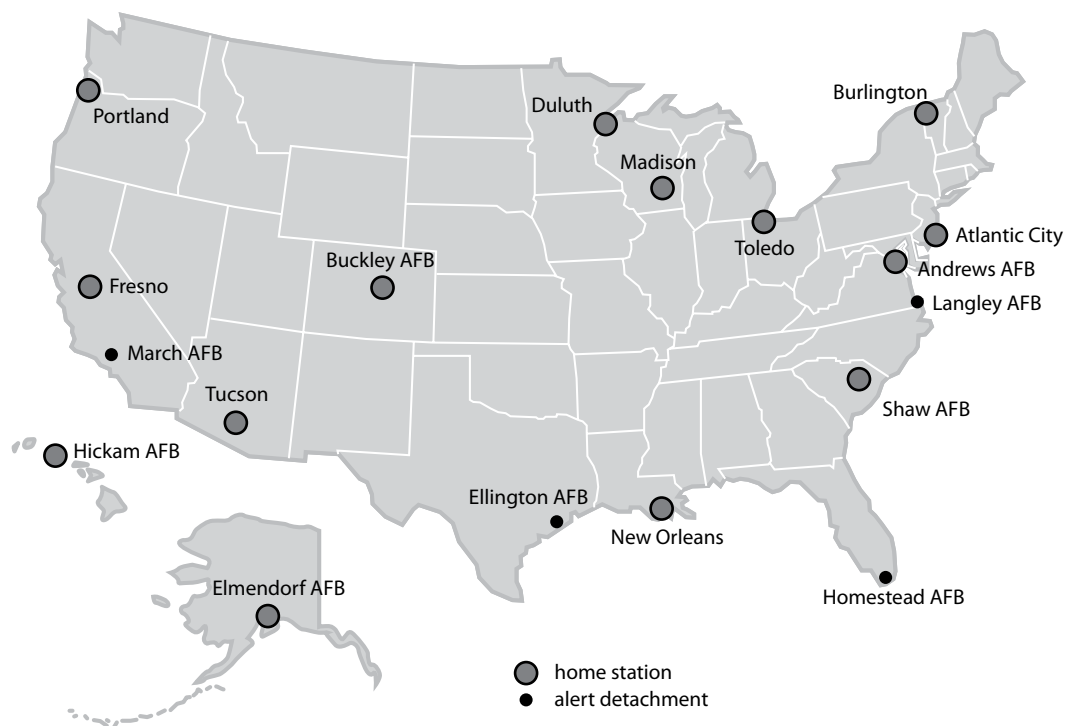 Burlington
Duluth
Portland
Madison
Atlantic City
Toledo
Buckley AFB
Andrews AFB
Fresno
Langley AFB
March AFB
Tucson
Shaw AFB
Hickam AFB
Ellington AFB
New Orleans
Elmendorf AFB
Homestead AFB
home station
alert detachment